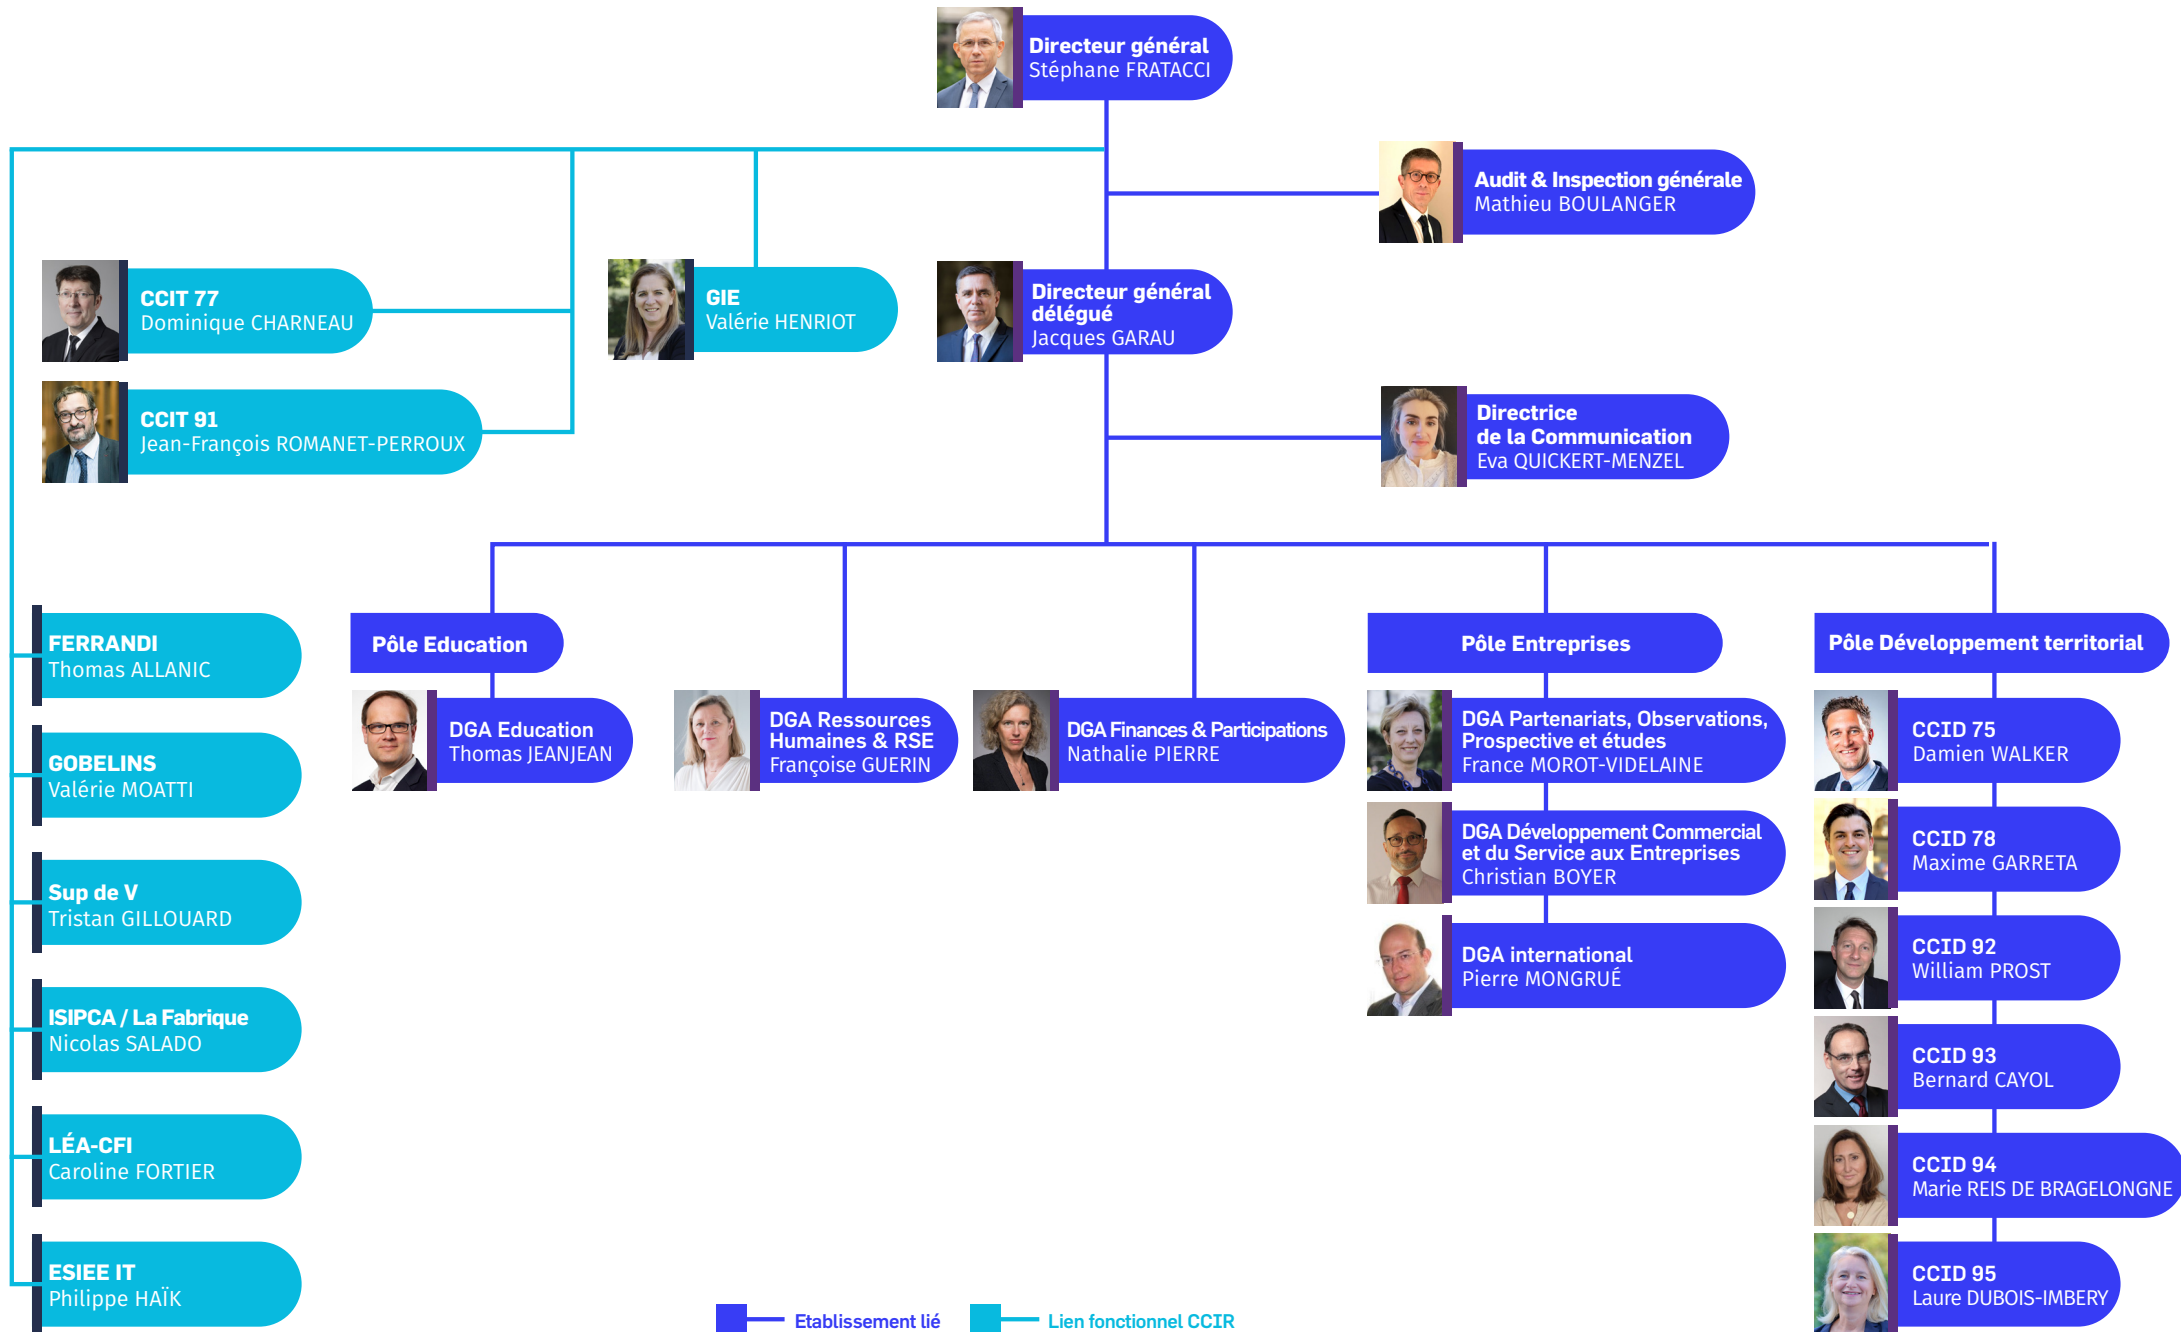 Directeur général
Stéphane FRATACCI
Audit & Inspection générale
Mathieu BOULANGER
CCIT 77
Dominique CHARNEAU
GIE
Valérie HENRIOT
Directeur général
délégué
Jacques GARAU
CCIT 91
Jean-François ROMANET-PERROUX
Directrice
de la Communication
Eva QUICKERT-MENZEL
FERRANDI
Thomas ALLANIC
GOBELINS
Valérie MOATTI
Sup de V
Tristan GILLOUARD
ISIPCA / La Fabrique
Nicolas SALADO
LÉA-CFI
Caroline FORTIER
ESIEE IT
Philippe HAÏK
Pôle Education
DGA Education
Thomas JEANJEAN
DGA Ressources
Humaines & RSE
Françoise GUERIN
DGA Finances & Participations
Nathalie PIERRE
Pôle Entreprises
DGA Partenariats, Observations,
Prospective et études
France MOROT-VIDELAINE
DGA Développement Commercial
et du Service aux Entreprises
Christian BOYER
DGA international
Pierre MONGRUÉ
Pôle Développement territorial
CCID 75
Damien WALKER
CCID 78
Maxime GARRETA
CCID 92
William PROST
CCID 93
Bernard CAYOL
CCID 94
Marie REIS DE BRAGELONGNE
CCID 95
Laure DUBOIS-IMBERY
Etablissement lié
Lien fonctionnel CCIR